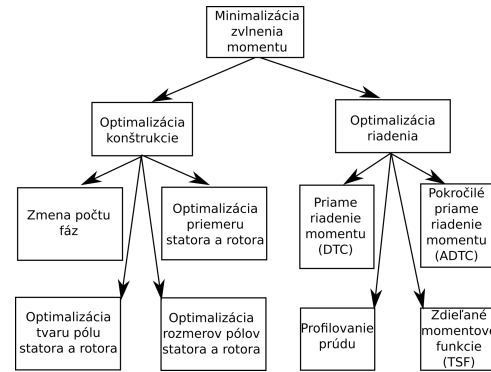 Minimalizácia
zvlnenia
momentu
Optimalizácia
konštrukcie
Optimalizácia
riadenia
Zmena počtu
fáz
Optimalizácia
priemeru
statora a rotora
Priame
riadenie
momentu
(DTC)
Pokročilé
priame
riadenie
momentu
(ADTC)
Optimalizácia
tvaru pólu
statora a rotora
Optimalizácia
rozmerov pólov
statora a rotora
Profilovanie
prúdu
Zdieľané
momentové
funkcie
(TSF)